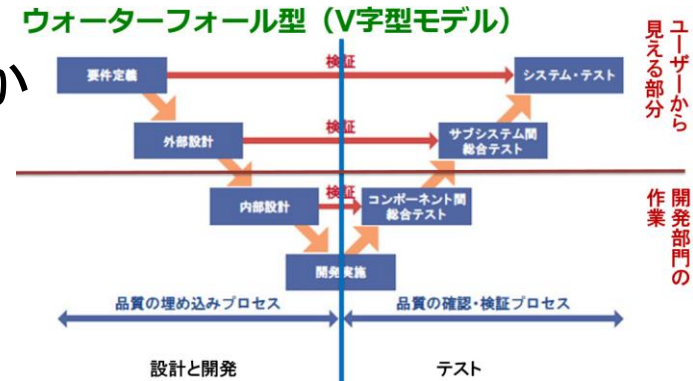 ウォーターフォール型（V字型モデル）
か
ユーザーから
見える部分
要件定義
検証
システム・テスト
外部設計
検証
サブシステム間
総合テスト
内部設計
検証
コンポーネント間
総合テスト
開発部門の
作業
開発実施
品質の埋め込みプロセス
品質の確認・検証プロセス
設計と開発
テスト